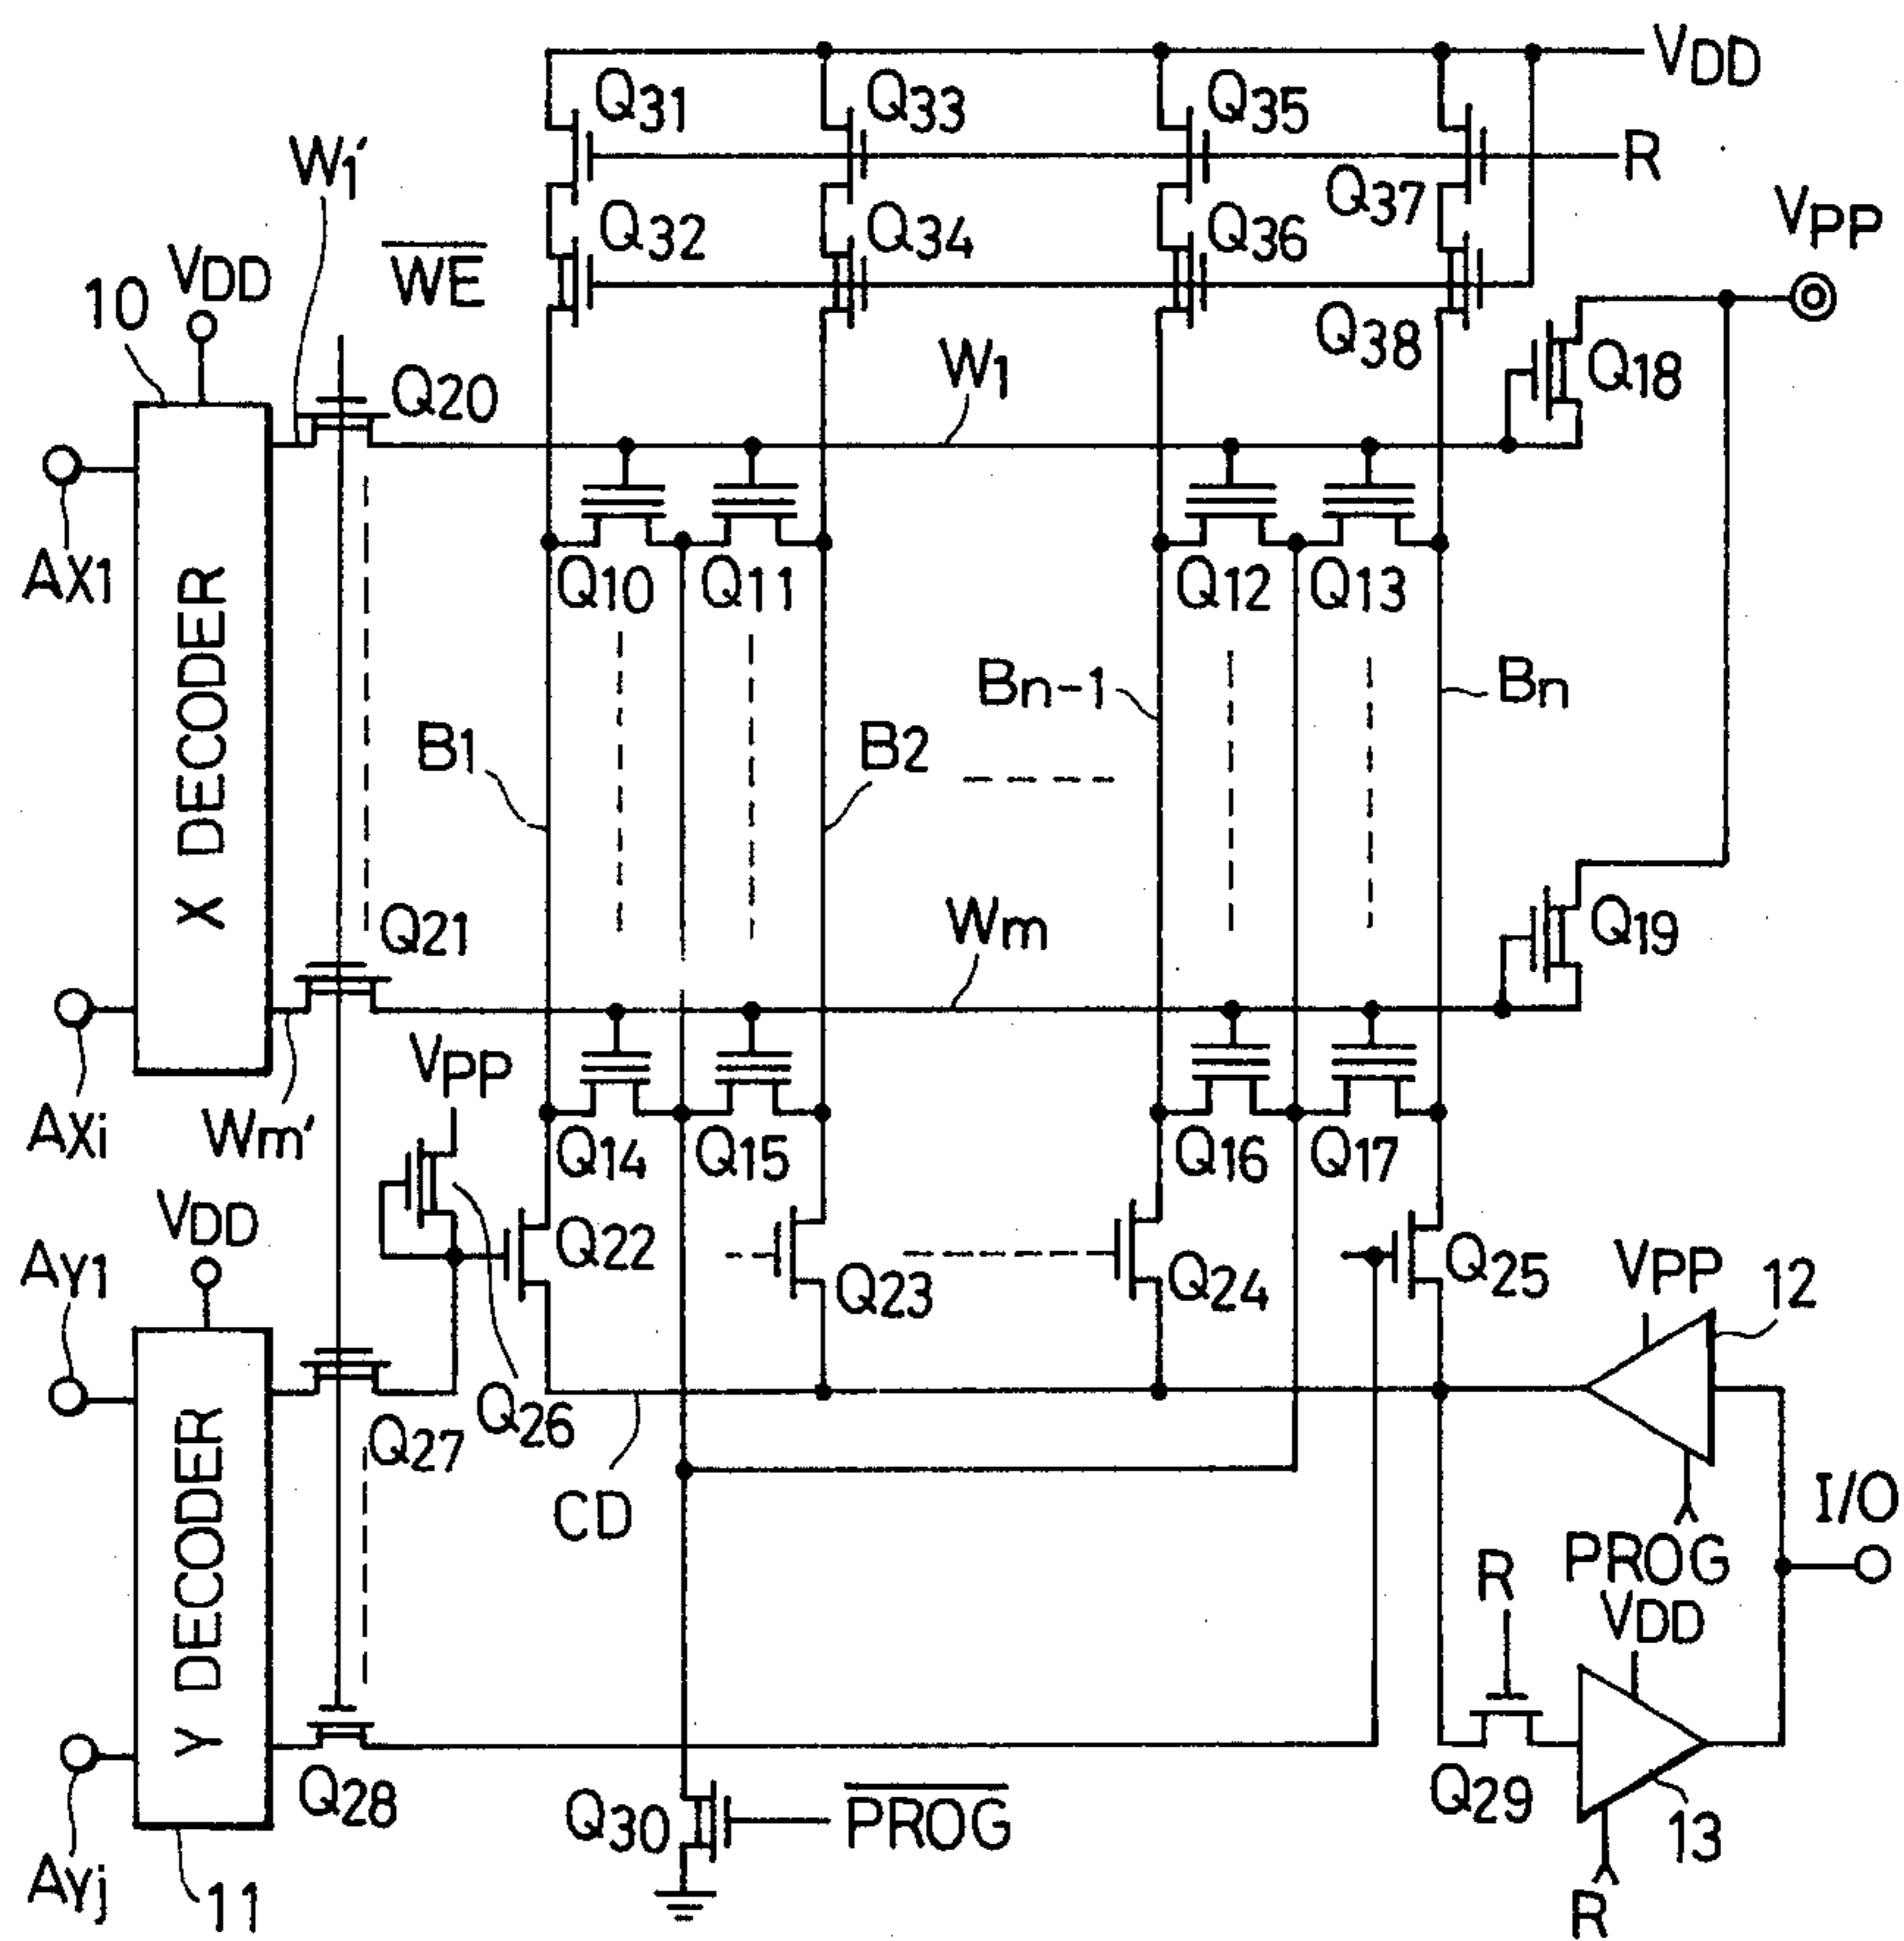 VDD
Q31
Q33
Q35
R
W1'
Q37
Q32
Q34
Q36
VPP
VDD
WE
10
Q38
Q18
W1
Q20
AX1
Q10
Q11
Q12
Q13
X DECODER
Bn-1
Bn
B1
B2
Q21
Wm
Q19
AXi
Wm'
VPP
Q14
Q15
Q16
Q17
VDD
AY1
Q22
Q23
Q24
Q25
VPP
12
Q26
Q27
CD
I/O
Y DECODER
PROG
R
VDD
Q28
Q30
PROG
Q29
13
AYj
11
R